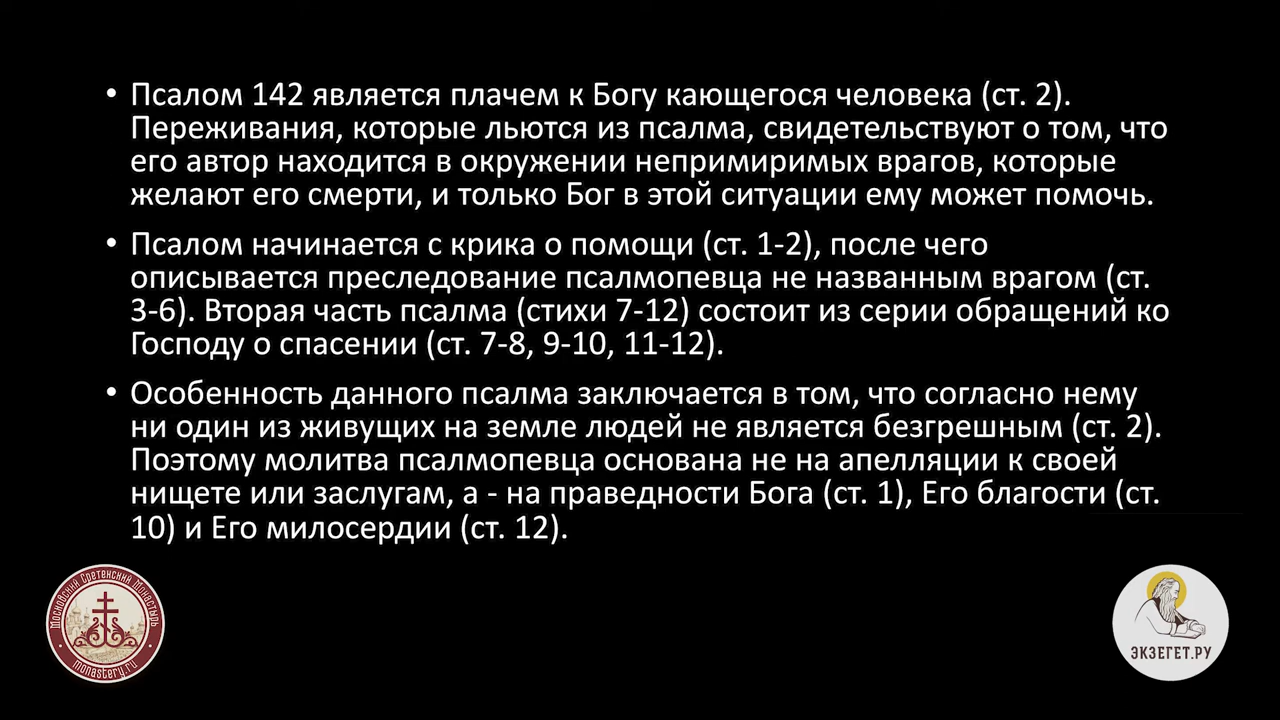 • Псалом 142 является плачем к Богу кающегося человека (ст. 2).
Переживания, которые льются из псалма, свидетельствуют о том, что
его автор находится в окружении непримиримых врагов, которые
желают его смерти, и только Бог в этой ситуации ему может помочь.
• Псалом начинается с крика о помощи (ст. 1-2), после чего
описывается преследование псалмопевца не названным врагом (ст.
3-6). Вторая часть псалма (стихи 7-12) состоит из серии обращений ко
Господу о спасении (ст. 7-8, 9-10, 11-12).
• Особенность данного псалма заключается в том, что согласно нему
ни один из живущих на земле людей не является безгрешным (ст. 2).
Поэтому молитва псалмопевца основана не на апелляции к своей
нищете или заслугам, а - на праведности Бога (ст. 1), Его благости (ст.
10) и Его милосердии (ст. 12).
Московский Сретенский Монастырь
monastery.ru
ЭКЗЕГЕТ.РУ